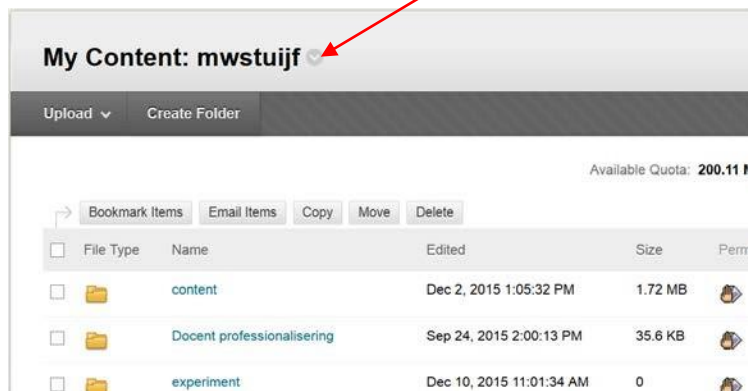 My Content: mwstuijf
Upload Create Folder
Available Quota: 200.11
Bookmark Items Email Items Copy Move Delete
File Type Name Edited Size
content Dec 2, 2015 1:05:32 PM 1.72 MB
Docent professionalisering Sep 24, 2015 2:00:13 PM 35.6 KB
experiment Dec 10, 2015 11:01:34 AM 0